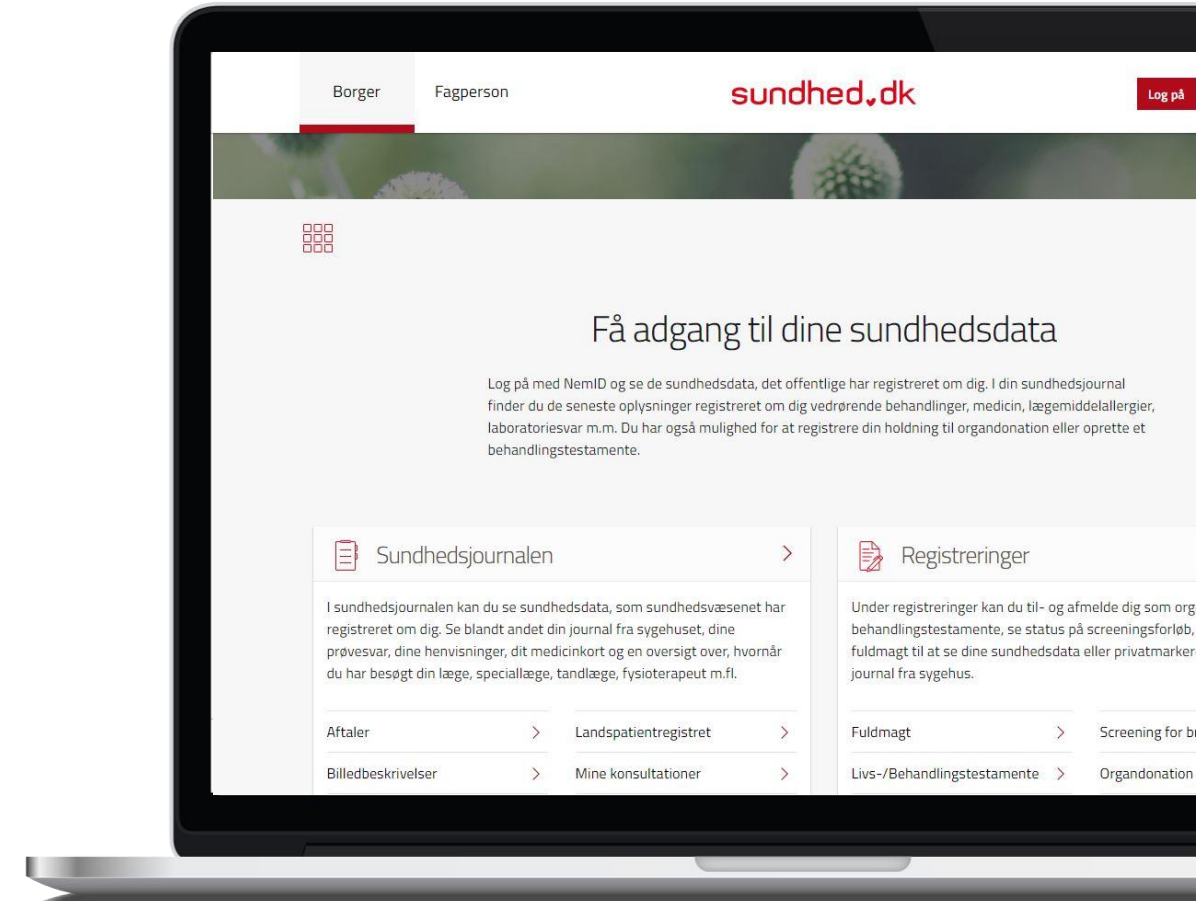 Borger
Fagperson
sundhed.dk
Log på
Få adgang til dine sundhedsdata
Log på med NemID og se de sundhedsdata, det offentlige har registreret om dig. I din sundhedsjournal
finder du de seneste oplysninger registreret om dig vedrørende behandlinger, medicin, lægemiddelallergier,
laboratoriesvar m.m. Du har også mulighed for at registrere din holdning til organdonation eller oprette et
behandlingstestamente.
Sundhedsjournalen
I sundhedsjournalen kan du se sundhedsdata, som sundhedsvæsenet har
registreret om dig. Se blandt andet din journal fra sygehuset, dine
prøvesvar, dine henvisninger, dit medicinkort og en oversigt over, hvornår
du har besøgt din læge, speciallæge, tandlæge, fysioterapeut m.fl.
Aftaler
Landspatientregistret
Billedbeskrivelser
Mine konsultationer
Registreringer
Under registreringer kan du til- og afmelde dig som
behandlingstestamente, se status på screeningsforløb,
fuldmagt til at se dine sundhedsdata eller
journal fra sygehus.
Fuldmagt
Screening for
Livs-/Behandlingstestamente
Organdonation